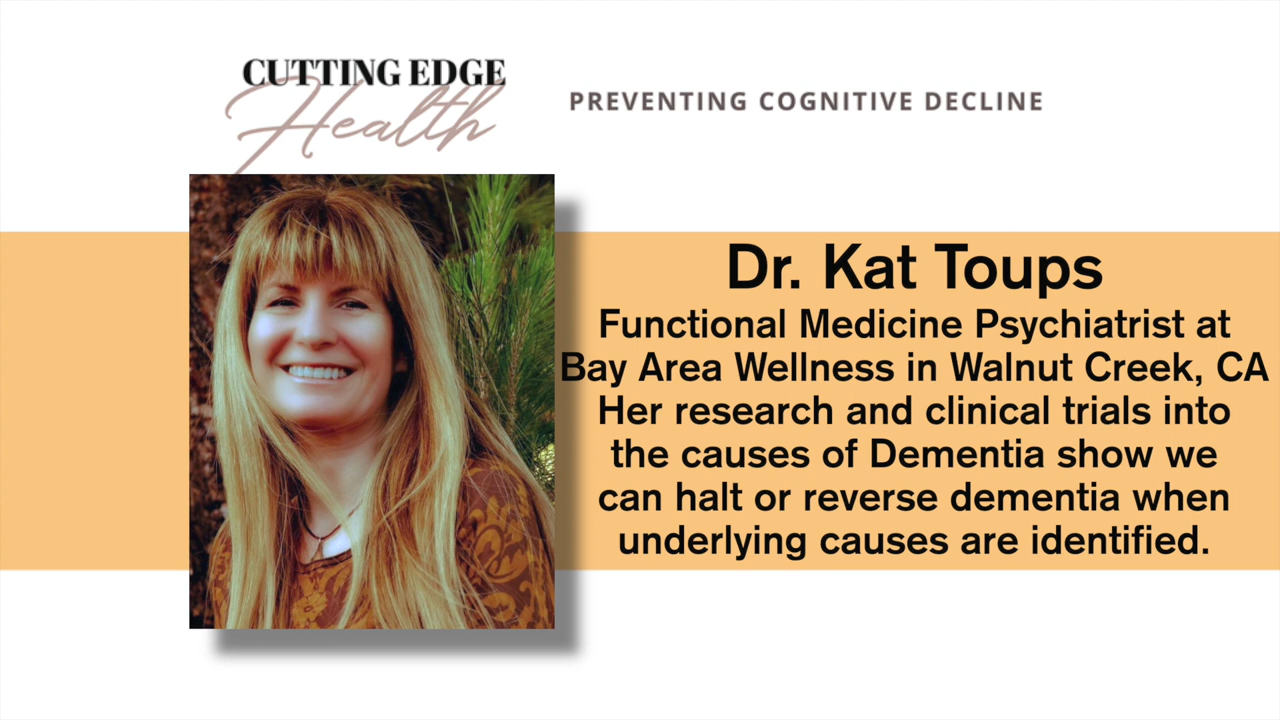 CUTTING EDGE
Health
PREVENTING COGNITIVE DECLINE
Dr. Kat Toups
Functional Medicine Psychiatrist at
Bay Area Wellness in Walnut Creek, CA
Her research and clinical trials into
the causes of Dementia show we
can halt or reverse dementia when
underlying causes are identified.